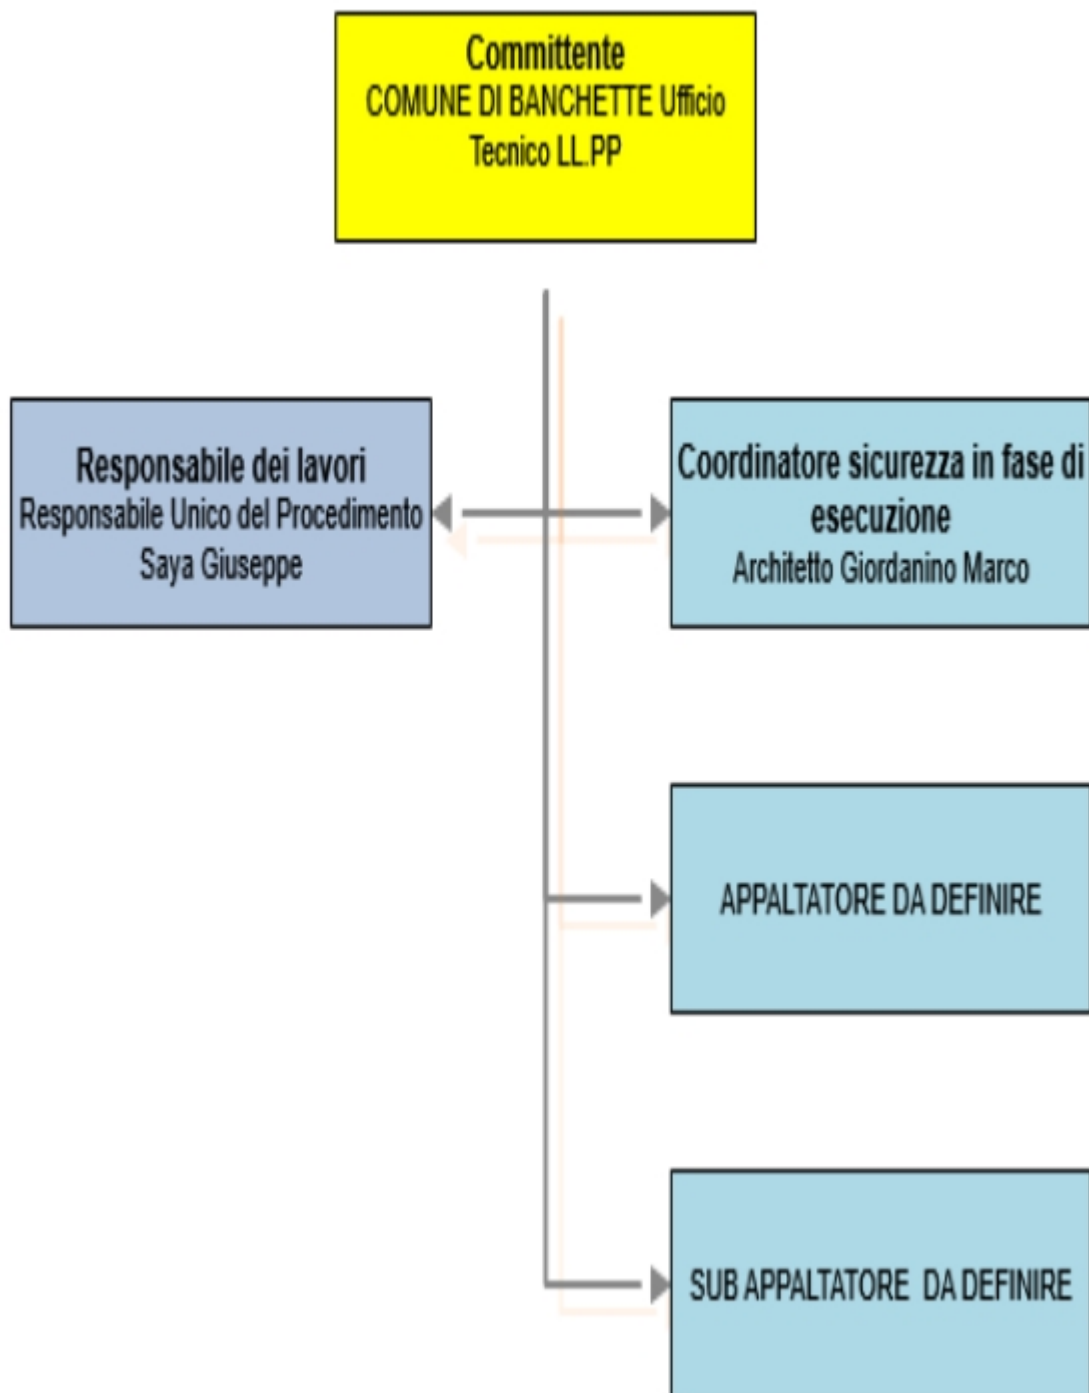 Committente
COMUNE DI BANCHETTE Ufficio
Tecnico LL.PP
Responsabile dei lavori
Responsabile Unico del Procedimento
Saya Giuseppe
Coordinatore sicurezza in fase di
esecuzione
Architetto Giordanino Marco
APPALTATORE DA DEFINIRE
SUB APPALTATORE DA DEFINIRE